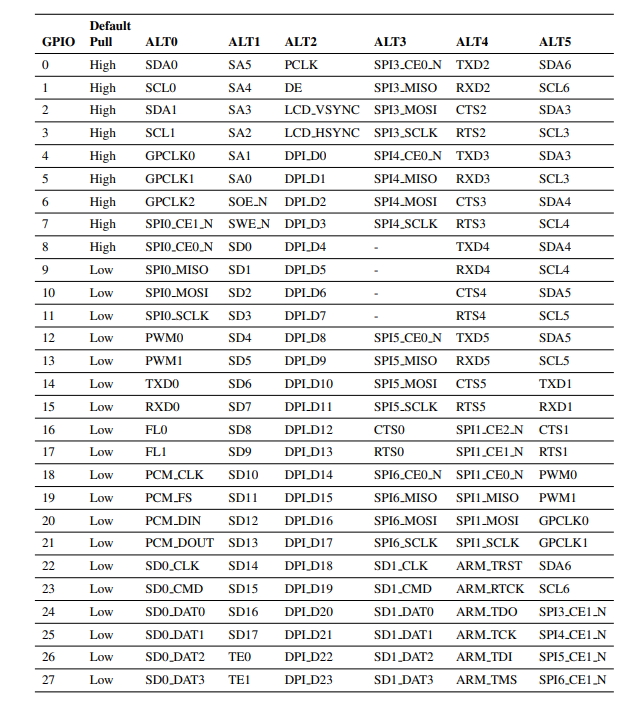 Default
GPIO Pull ALT0 ALT1 ALT2 ALT3 ALT4 ALT5
0 High SDA0 SA5 PCLK SPI3_CE0_N TXD2 SDA6
1 High SCL0 SA4 DE SPI3_MISO RXD2 SCL6
2 High SDA1 SA3 LCD_VSYNC SPI3_MOSI CTS2 SDA3
3 High SCL1 SA2 LCD_HSYNC SPI3_SCLK RTS2 SCL3
4 High GPCLK0 SA1 DPI_D0 SPI4_CE0_N TXD3 SDA3
5 High GPCLK1 SA0 DPI_D1 SPI4_MISO RXD3 SCL3
6 High GPCLK2 SOE_N DPI_D2 SPI4_MOSI CTS3 SDA4
7 High SPI0_CE1_N SWE_N DPI_D3 SPI4_SCLK RTS3 SCL4
8 High SPI0_CE0_N SD0 DPI_D4 - TXD4 SDA4
9 Low SPI0_MISO SD1 DPI_D5 - RXD4 SCL4
10 Low SPI0_MOSI SD2 DPI_D6 - CTS4 SDA5
11 Low SPI0_SCLK SD3 DPI_D7 - RTS4 SCL5
12 Low PWM0 SD4 DPI_D8 SPI5_CE0_N TXD5 SDA5
13 Low PWM1 SD5 DPI_D9 SPI5_MISO RXD5 SCL5
14 Low TXD0 SD6 DPI_D10 SPI5_MOSI CTS5 TXD1
15 Low RXD0 SD7 DPI_D11 SPI5_SCLK RTS5 RXD1
16 Low FL0 SD8 DPI_D12 CTS0 SPI1_CE2_N CTS1
17 Low FL1 SD9 DPI_D13 RTS0 SPI1_CE1_N RTS1
18 Low PCM_CLK SD10 DPI_D14 SPI6_CE0_N SPI1_CE0_N PWM0
19 Low PCM_FS SD11 DPI_D15 SPI6_MISO SPI1_MISO PWM1
20 Low PCM_DIN SD12 DPI_D16 SPI6_MOSI SPI1_MOSI GPCLK0
21 Low PCM_DOUT SD13 DPI_D17 SPI6_SCLK SPI1_SCLK GPCLK1
22 Low SD0_CLK SD14 DPI_D18 SD1_CLK ARM_TRST SDA6
23 Low SD0_CMD SD15 DPI_D19 SD1_CMD ARM_RTCK SCL6
24 Low SD0_DAT0 SD16 DPI_D20 SD1_DAT0 ARM_TDO SPI3_CE1_N
25 Low SD0_DAT1 SD17 DPI_D21 SD1_DAT1 ARM_TCK SPI4_CE1_N
26 Low SD0_DAT2 TE0 DPI_D22 SD1_DAT2 ARM_TDI SPI5_CE1_N
27 Low SD0_DAT3 TE1 DPI_D23 SD1_DAT3 ARM_TMS SPI6_CE1_N